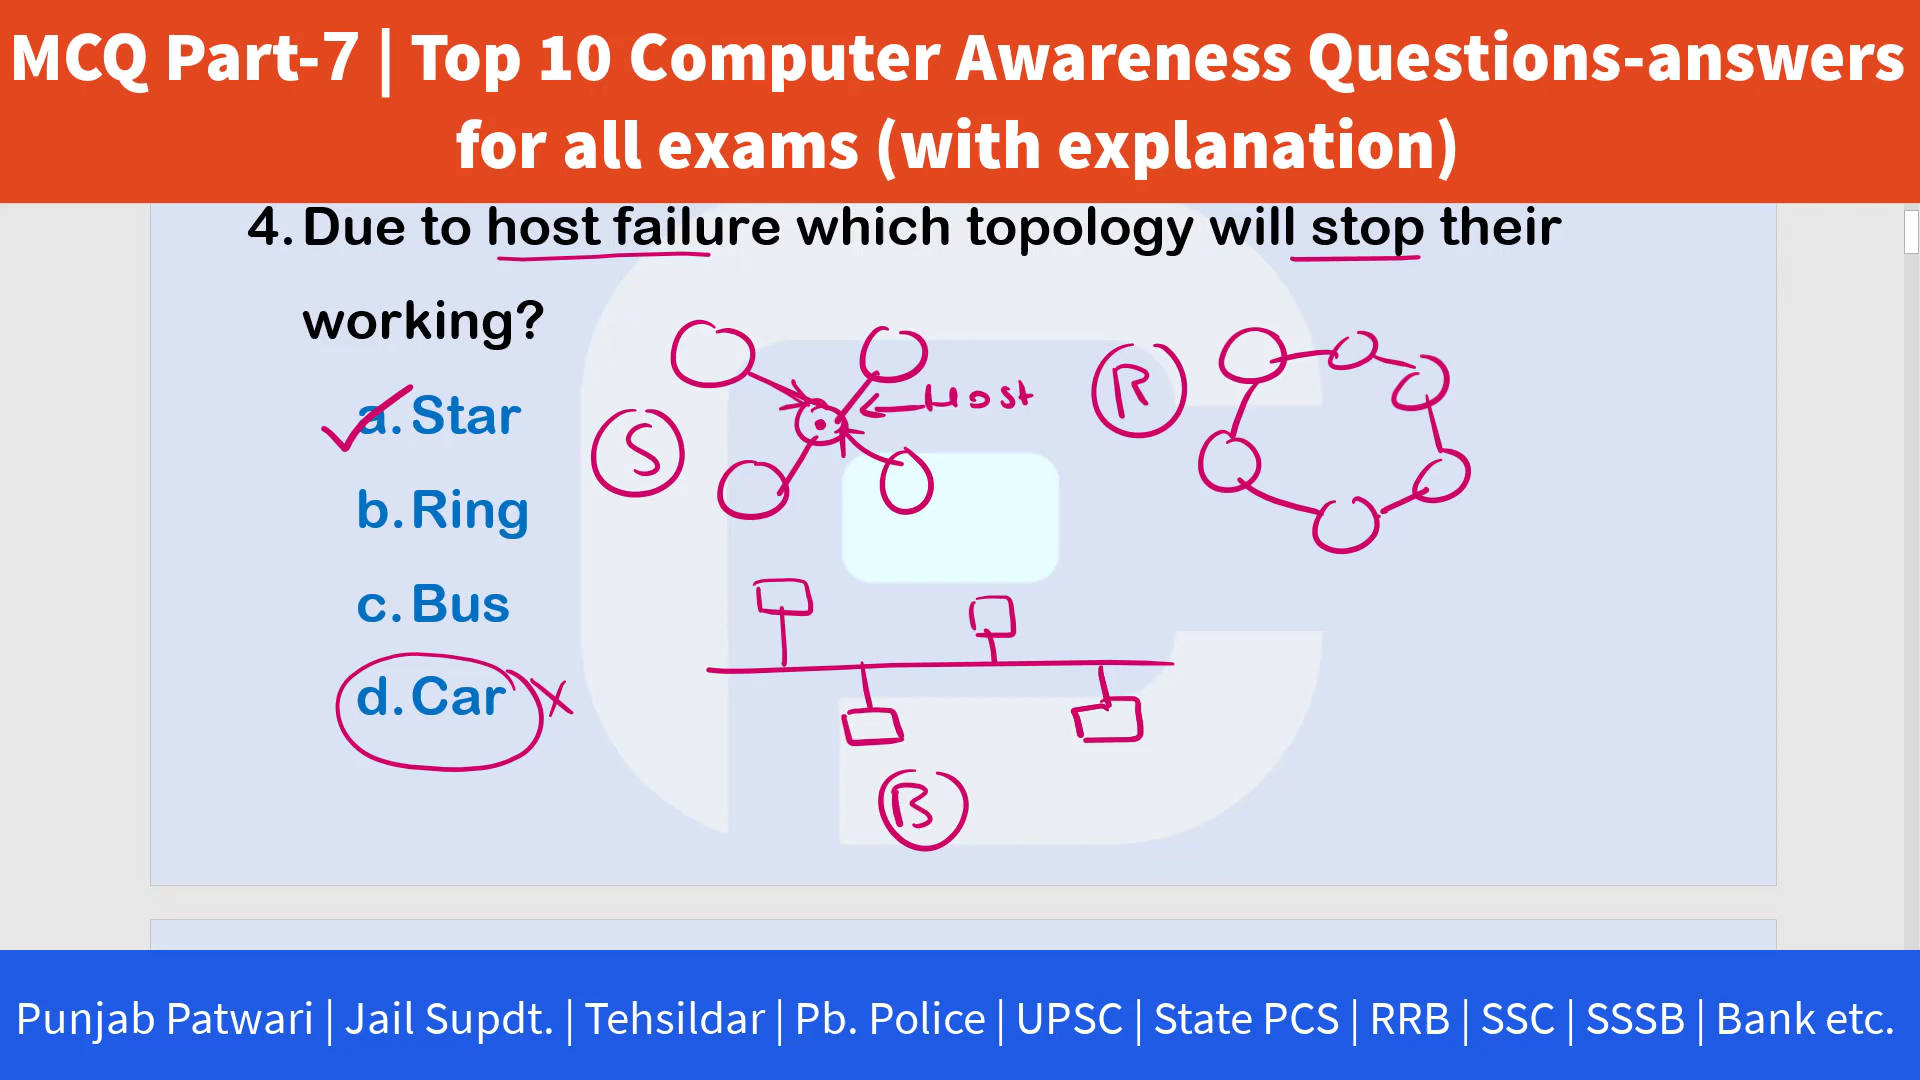 MCQ Part-7 | Top 10 Computer Awareness Questions-answers
for all exams (with explanation)
4. Due to host failure which topology will stop their
working?
a. Star
b. Ring
c. Bus
d. Car X
S
Host
R
B
Punjab Patwari | Jail Supdt. | Tehsildar | Pb. Police | UPSC | State PCS | RRB | SSC | SSSB | Bank etc.